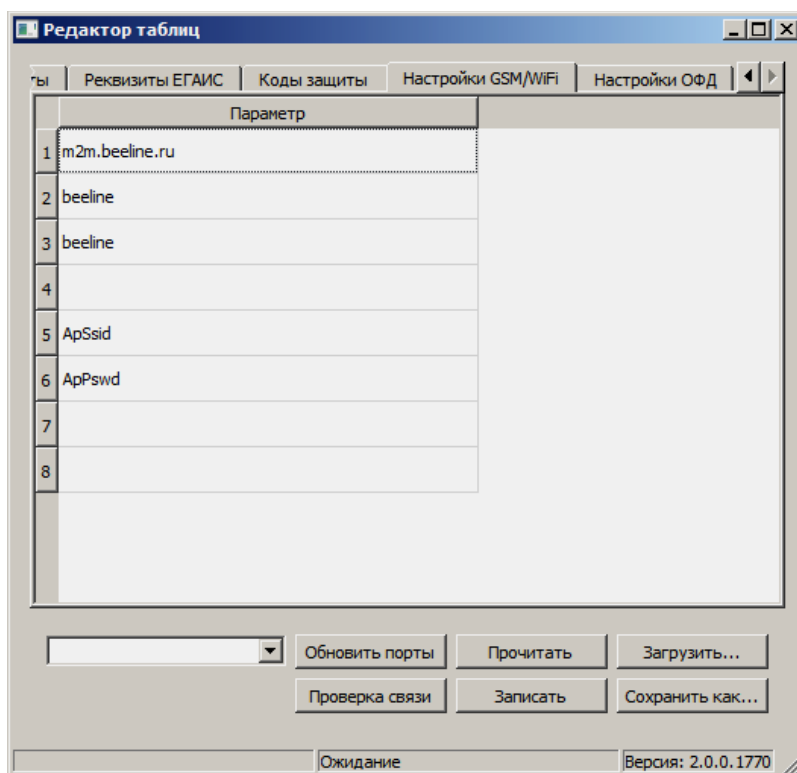 Редактор таблиц
ты Реквизиты ЕГАИС Коды защиты Настройки GSM/WiFi Настройки ОФД
Параметр
1 m2m.beeline.ru
2 beeline
3 beeline
4
5 ApSsid
6 ApPswd
7
8
Обновить порты Прочитать Загрузить...
Проверка связи Записать Сохранить как...
Ожидание Версия: 2.0.0.1770